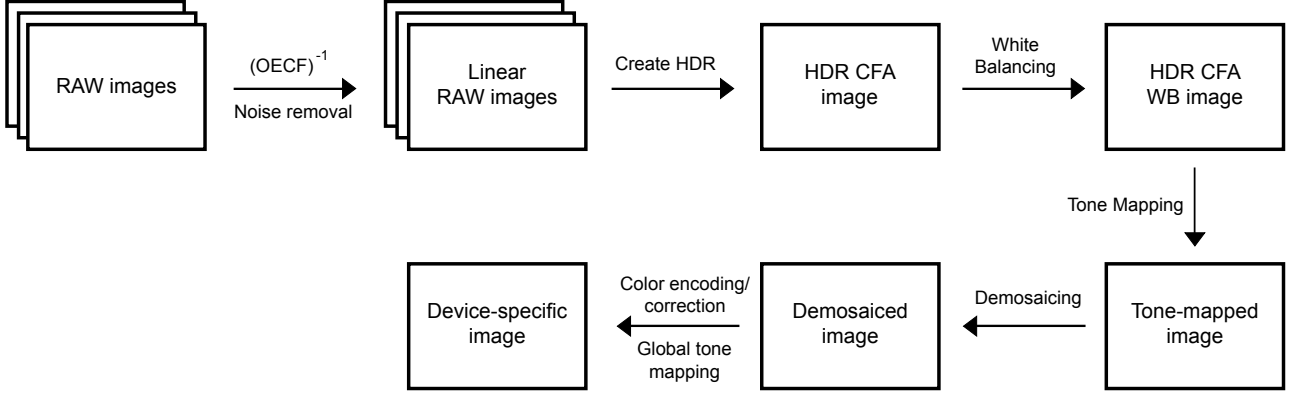 RAW images
(OECF)-1
Noise removal
Linear
RAW images
Create HDR
HDR CFA
image
White
Balancing
HDR CFA
WB image
Tone Mapping
Tone-mapped
image
Demosaicing
Demosaiced
image
Color encoding/
correction
Global tone
mapping
Device-specific
image